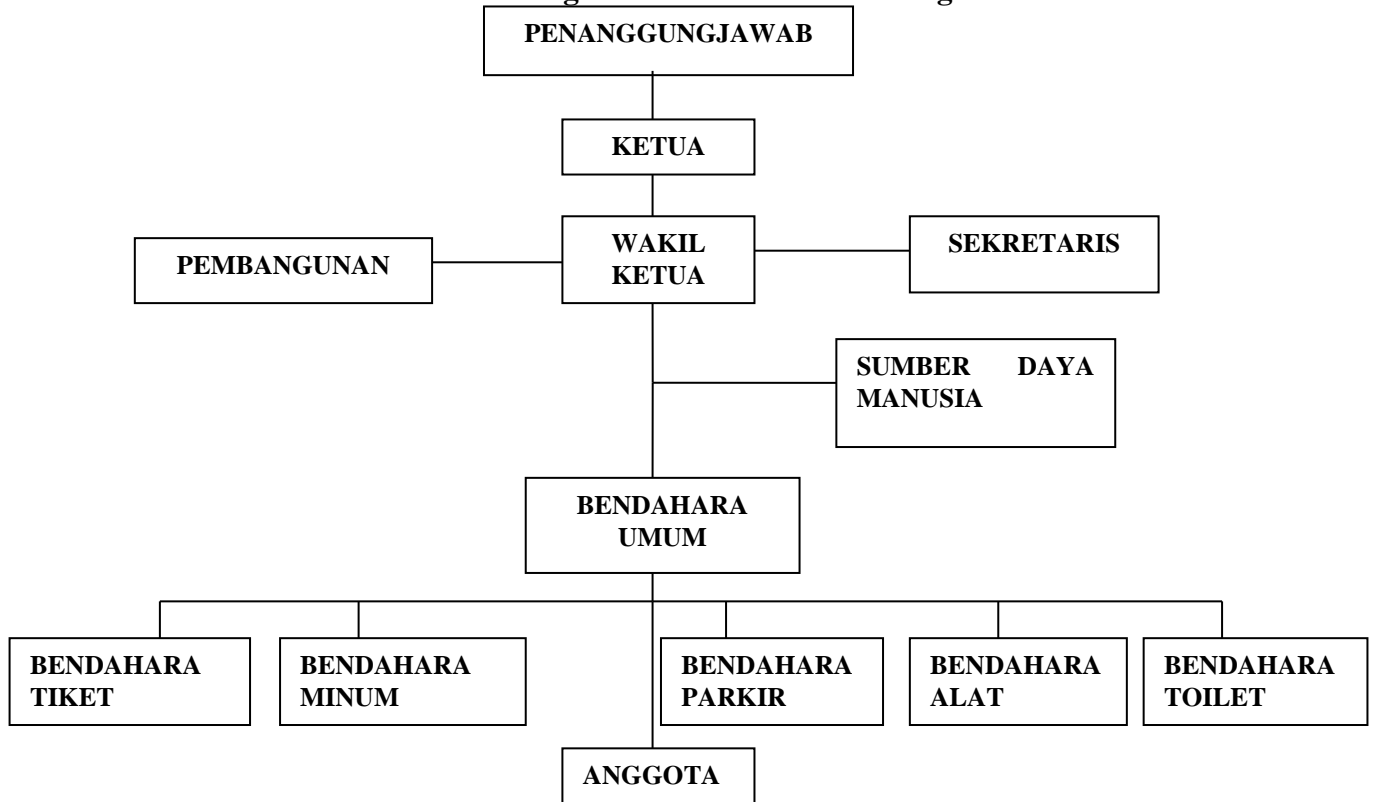 PENANGGUNGJAWAB
KETUA
WAKIL
KETUA
PEMBANGUNAN
SEKRETARIS
SUMBER DAYA
MANUSIA
BENDAHARA
UMUM
BENDAHARA
TIKET
BENDAHARA
MINUM
BENDAHARA
PARKIR
BENDAHARA
ALAT
BENDAHARA
TOILET
ANGGOTA